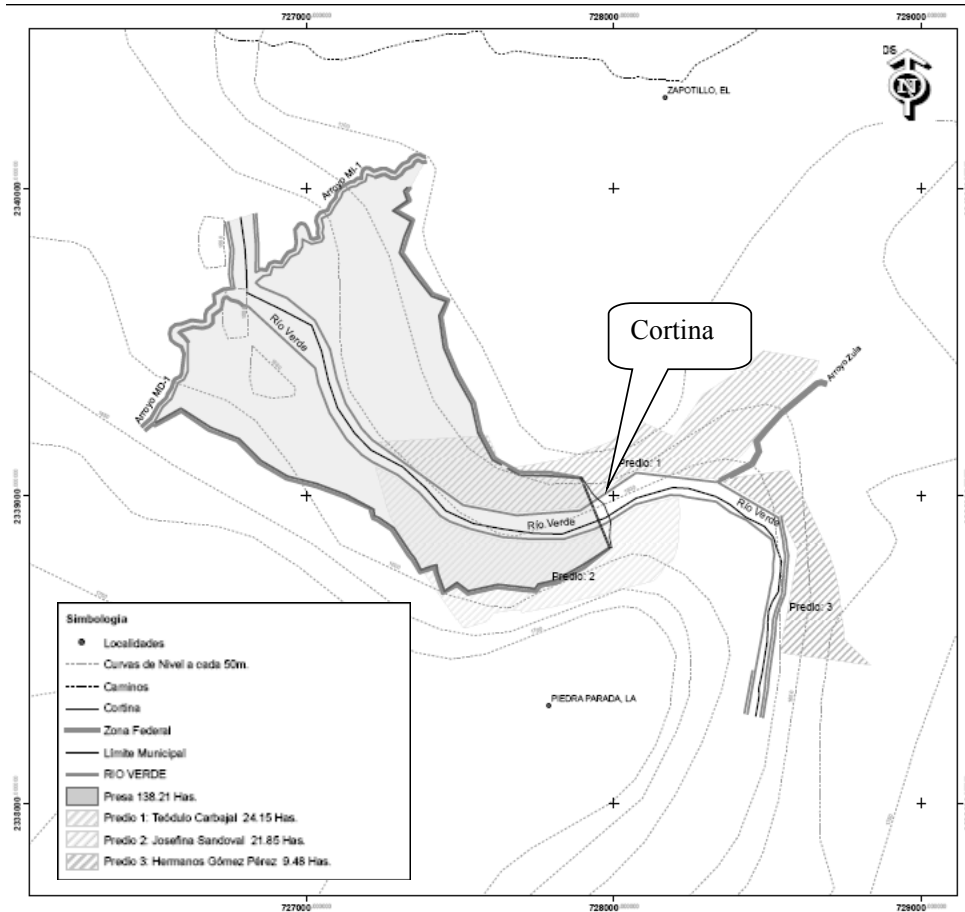 727000
728000
729000
06
N
ZAPOTILLO, EL
2340000
Arroyo MI-1
Río Verde
Cortina
Arroyo MD-1
Arroyo Zula
Predio: 1
2339000
Río Verde
Río Verde
Predio: 2
Predio: 3
Simbología
Localidades
Curvas de Nivel a cada 50m.
Caminos
Cortina
Zona Federal
Límite Municipal
RIO VERDE
Presa 138.21 Has.
Predio 1: Teódulo Carbajal 24.15 Has.
Predio 2: Josefina Sandoval 21.85 Has.
Predio 3: Hermanos Gómez Pérez 9.48 Has.
PIEDRA PARADA, LA
2338000
727000
728000
729000